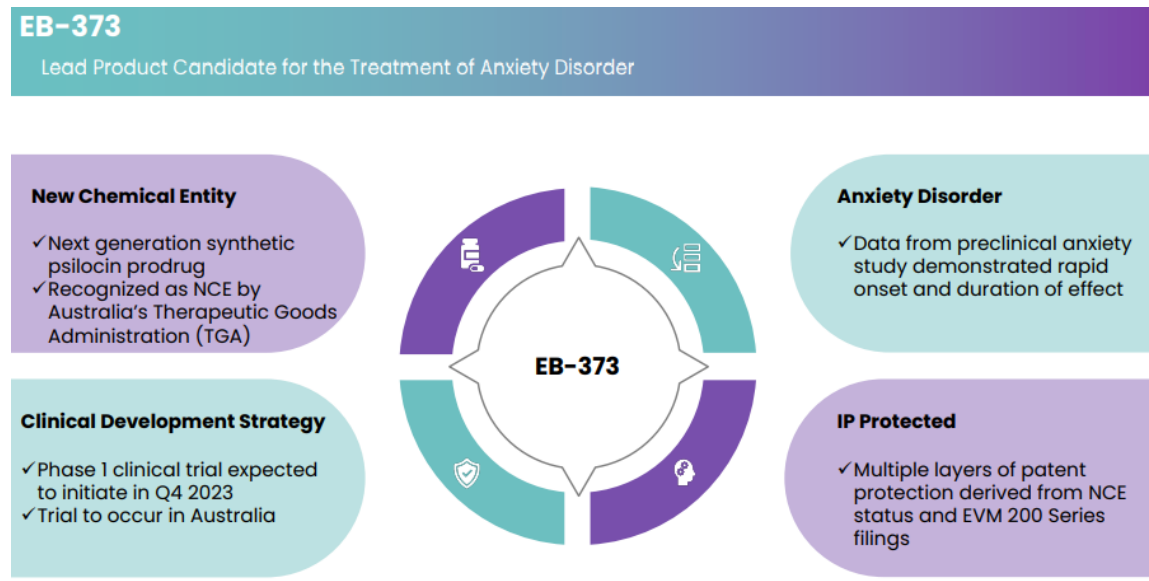 EB-373
Lead Product Candidate for the Treatment of Anxiety Disorder
New Chemical Entity
✓Next generation synthetic
psilocin prodrug
✓Recognized as NCE by
Australia's Therapeutic Goods
Administration (TGA)
Anxiety Disorder
✓Data from preclinical anxiety
study demonstrated rapid
onset and duration of effect
EB-373
Clinical Development Strategy
✓Phase 1 clinical trial expected
to initiate in Q4 2023
✓Trial to occur in Australia
IP Protected
✓Multiple layers of patent
protection derived from NCE
status and EVM 200 Series
filings